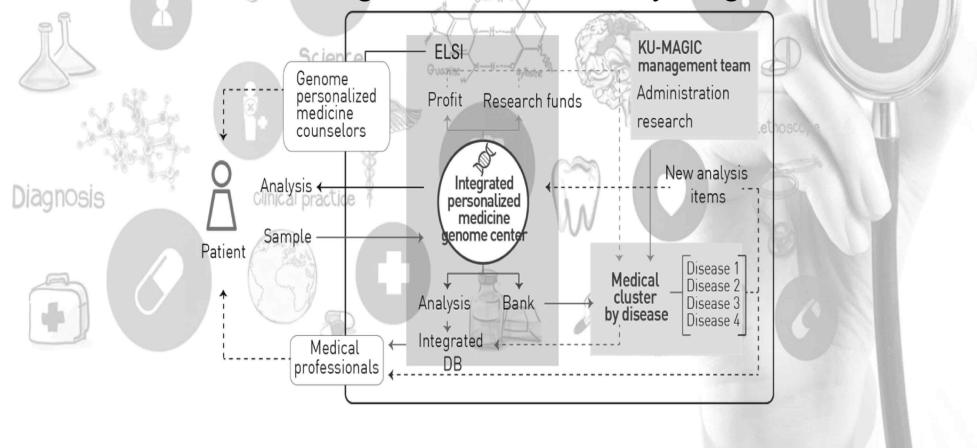 ELSI
KU-MAGIC
management team
Administration
research
Genome
personalized
medicine
counselors
Profit
Research funds
Science
Diagnosis
clinical practice
Analysis
Sample
Patient
Integrated
personalized
medicine
genome center
New analysis
items
Analysis
Bank
Integrated
DB
Medical
cluster
by disease
Disease 1
Disease 2
Disease 3
Disease 4
Medical
professionals